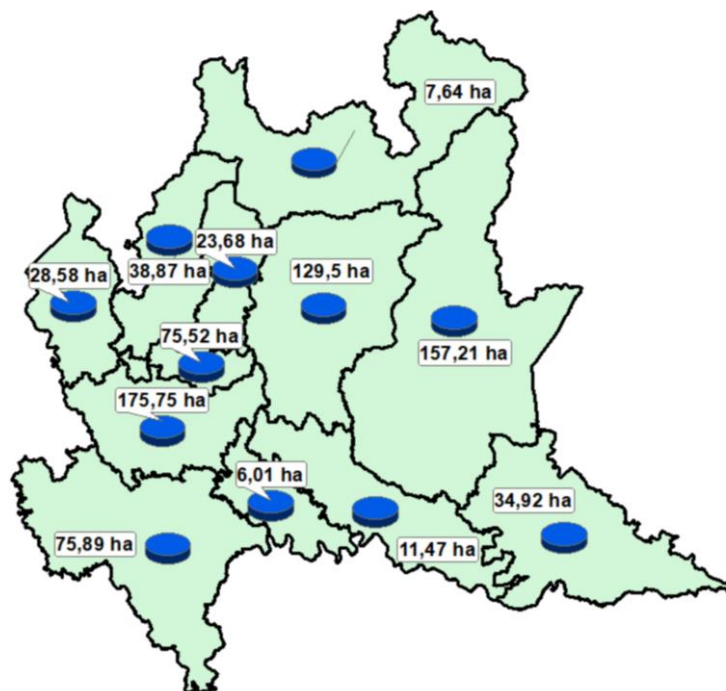 7,64 ha
23,68 ha
38,87 ha
28,58 ha
129,5 ha
75,52 ha
157,21 ha
175,75 ha
6,01 ha
34,92 ha
75,89 ha
11,47 ha